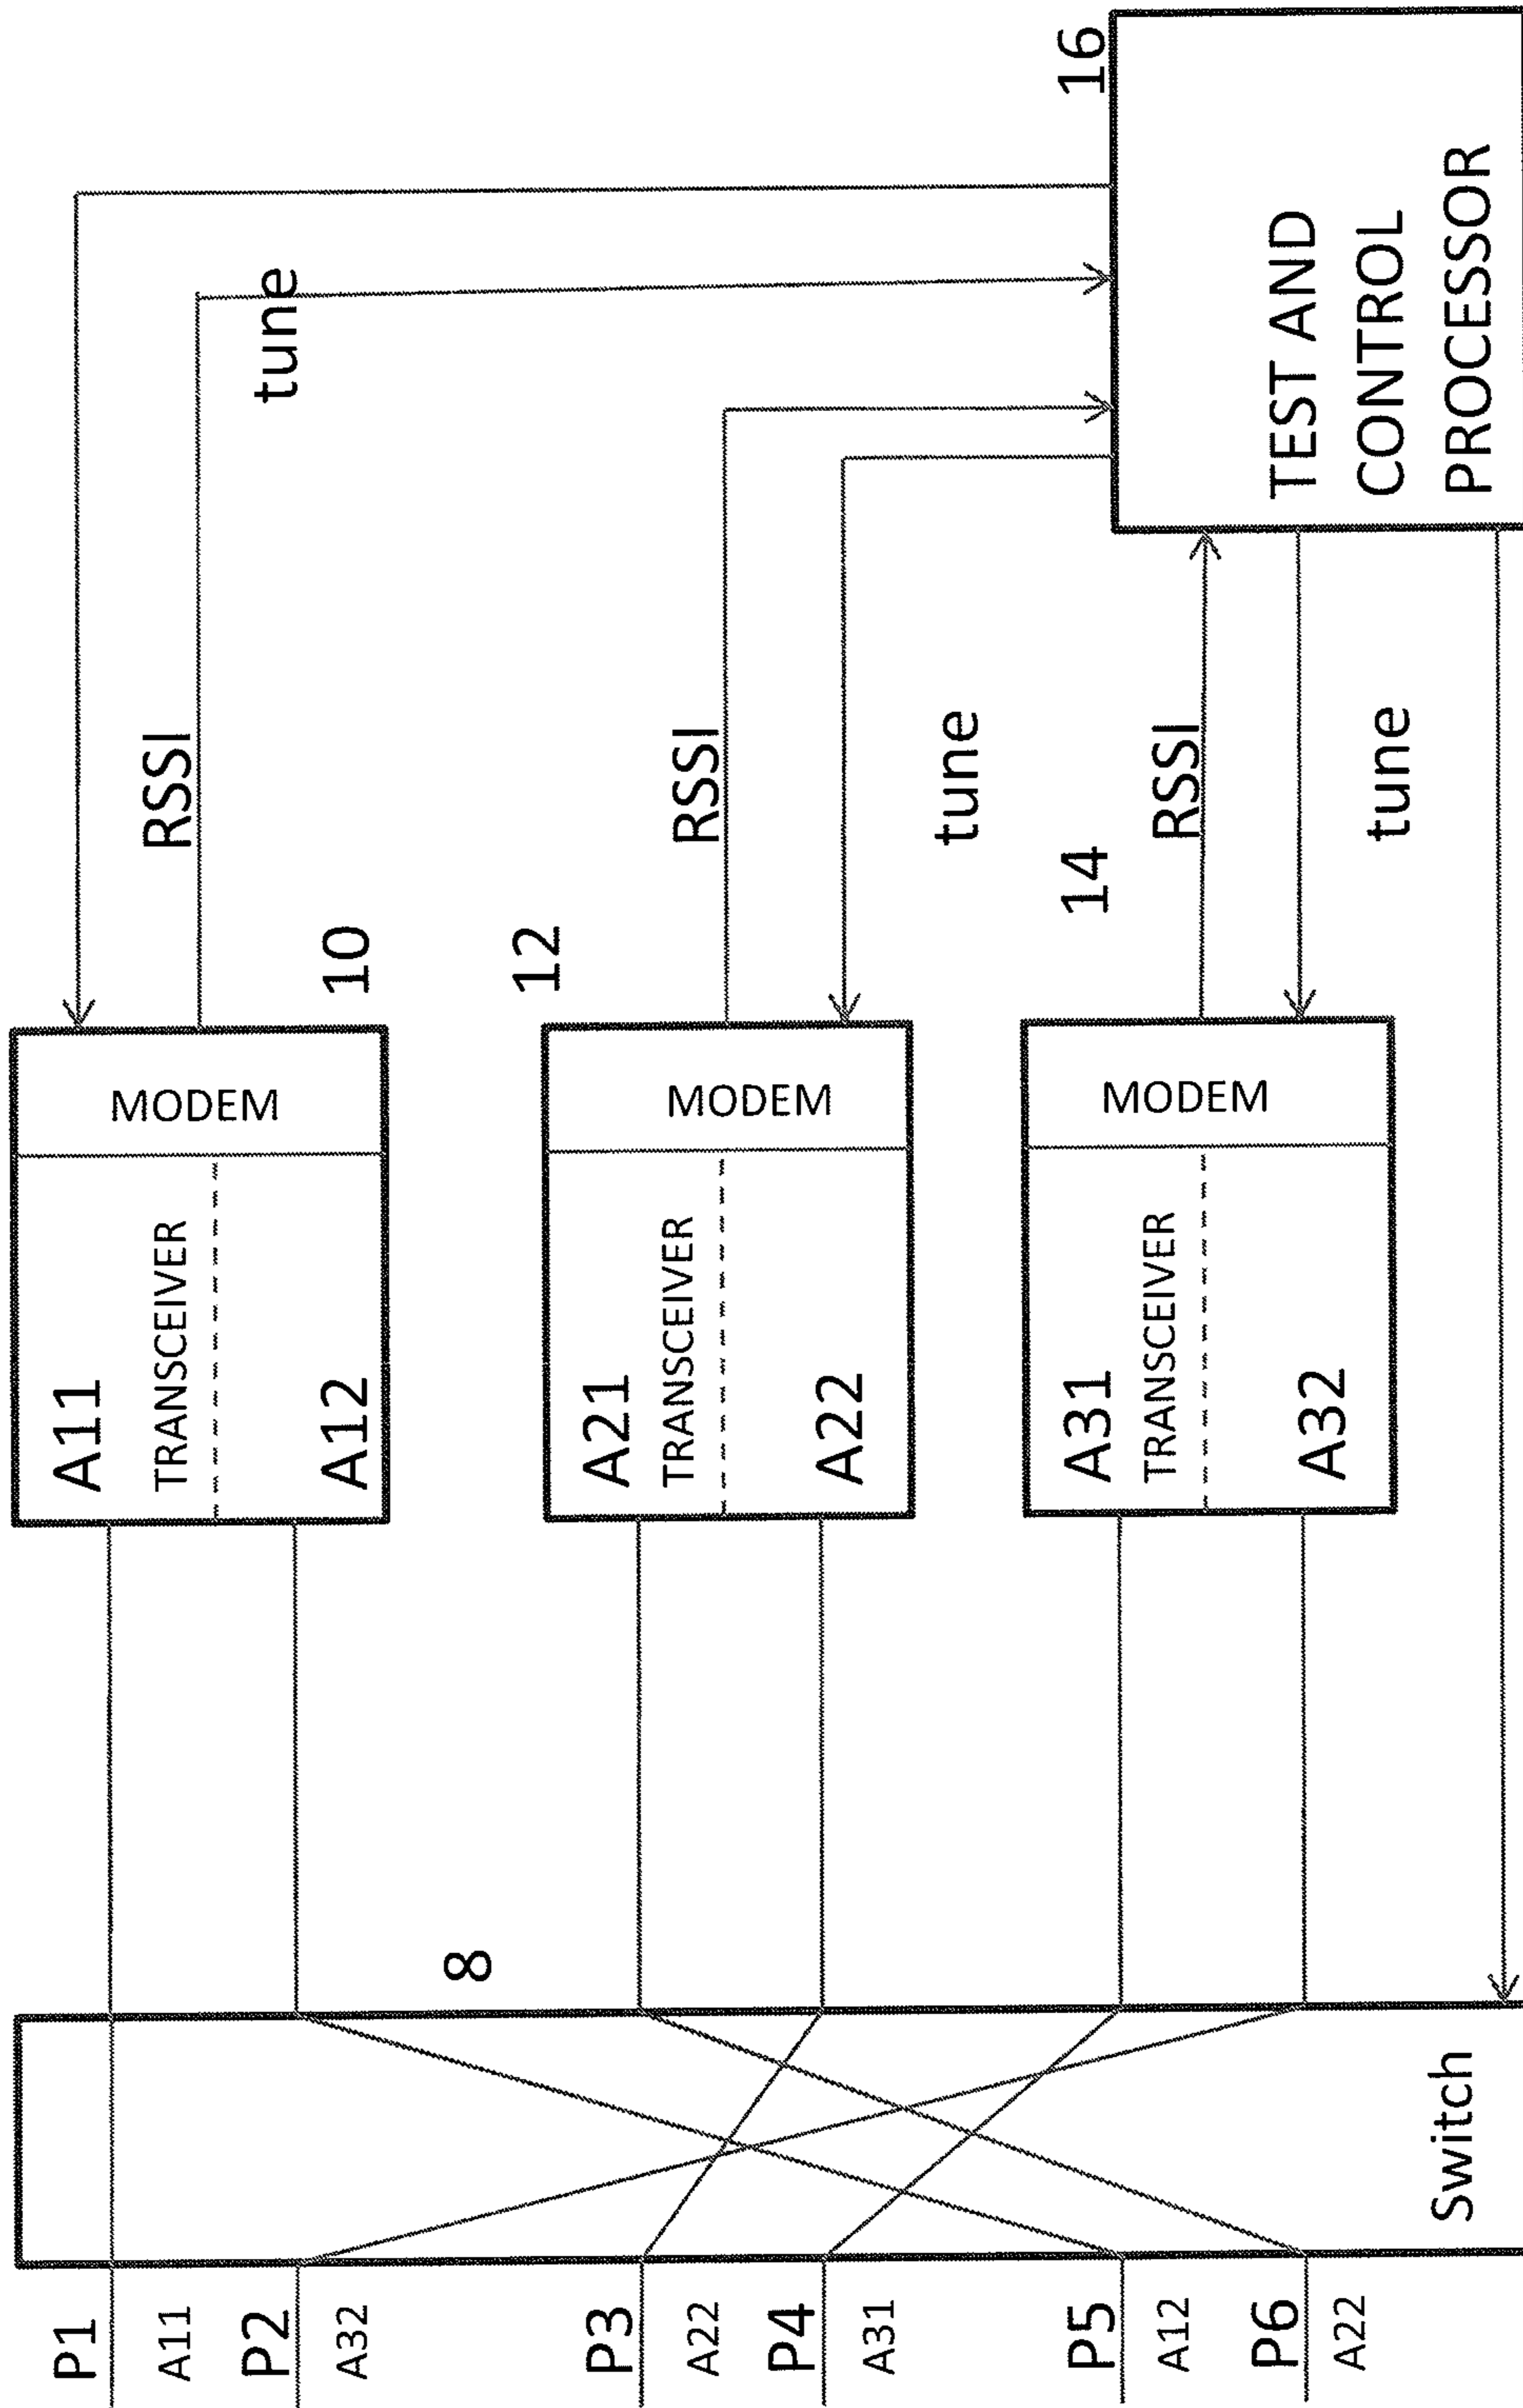 P1
A11
P2
A32
P3
A22
P4
A31
P5
A12
P6
A22
Switch
8
A11
TRANSCEIVER
A12
MODEM
10
A21
TRANSCEIVER
A22
MODEM
12
A31
TRANSCEIVER
A32
MODEM
14
RSSI
tune
RSSI
tune
RSSI
tune
16
TEST AND
CONTROL
PROCESSOR